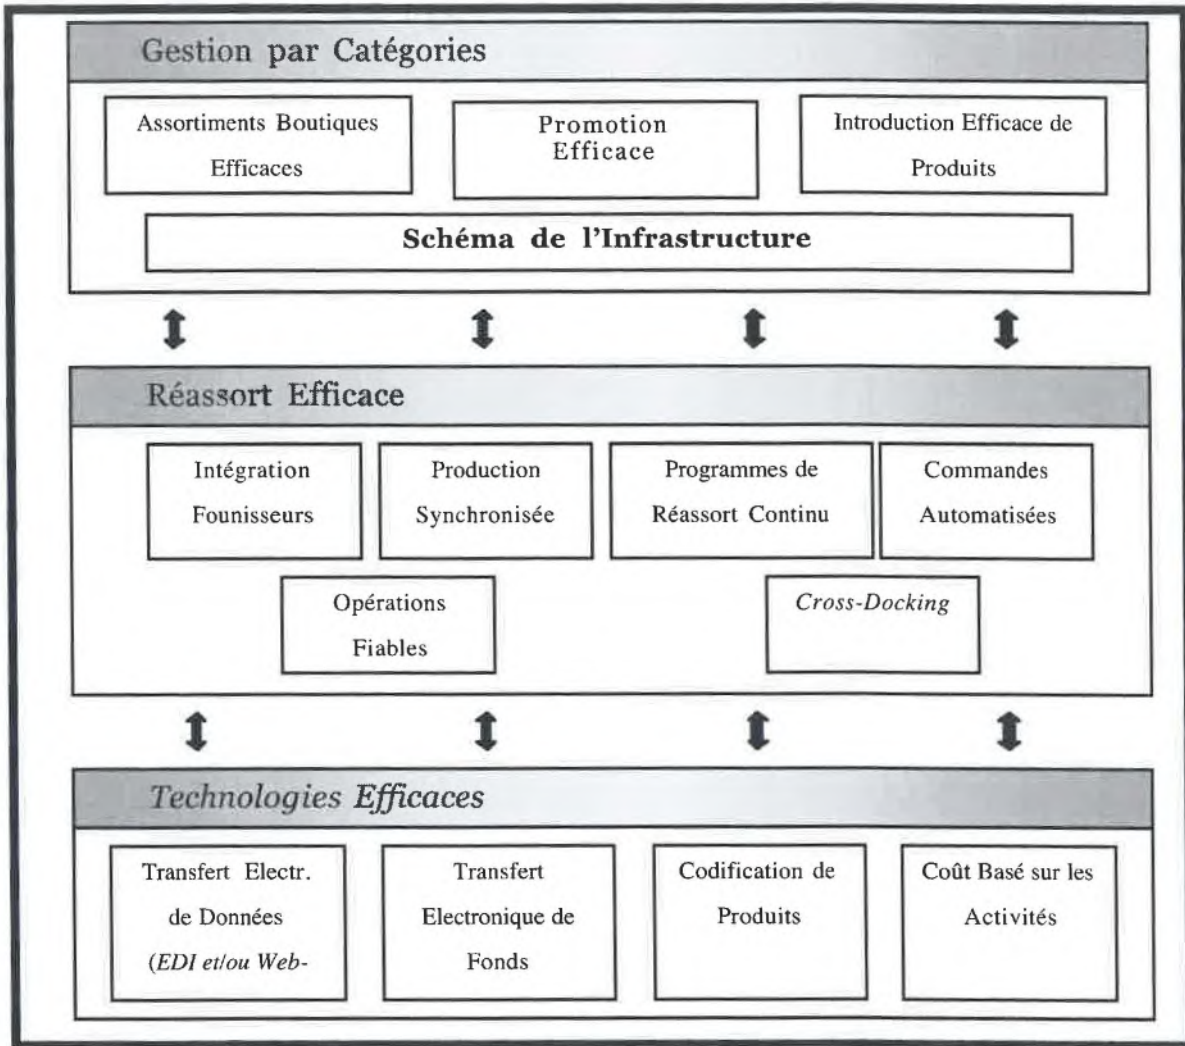 Gestion par Catégories
Assortiments Boutiques
Efficaces
Promotion
Efficace
Introduction Efficace de
Produits
Schéma de l'Infrastructure
Réassort Efficace
Intégration
Founisseurs
Production
Synchronisée
Programmes de
Réassort Continu
Commandes
Automatisées
Opérations
Fiables
Cross-Docking
Technologies Efficaces
Transfert Electr.
de Données
(EDI et/ou Web-
Transfert
Electronique de
Fonds
Codification de
Produits
Coût Basé sur les
Activités